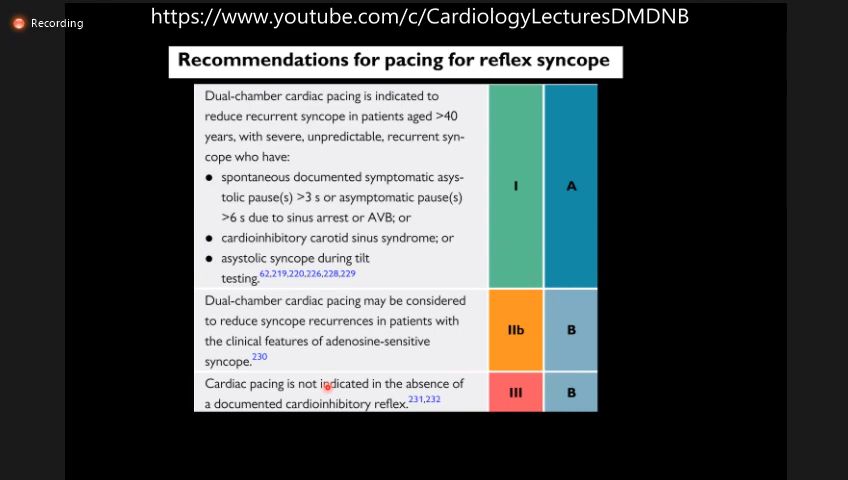 https://www.youtube.com/c/CardiologyLecturesDMDNB
Recording
Recommendations for pacing for reflex syncope
Dual-chamber cardiac pacing is indicated to
reduce recurrent syncope in patients aged >40
years, with severe, unpredictable, recurrent syn-
cope who have:
● spontaneous documented symptomatic asys-
tolic pause(s) >3 s or asymptomatic pause(s)
>6 s due to sinus arrest or AVB; or
● cardioinhibitory carotid sinus syndrome; or
● asystolic syncope during tilt
testing.62,219,220,226,228,229
I
A
Dual-chamber cardiac pacing may be considered
to reduce syncope recurrences in patients with
the clinical features of adenosine-sensitive
syncope.230
IIb
B
Cardiac pacing is not indicated in the absence of
a documented cardioinhibitory reflex.231,232
III
B